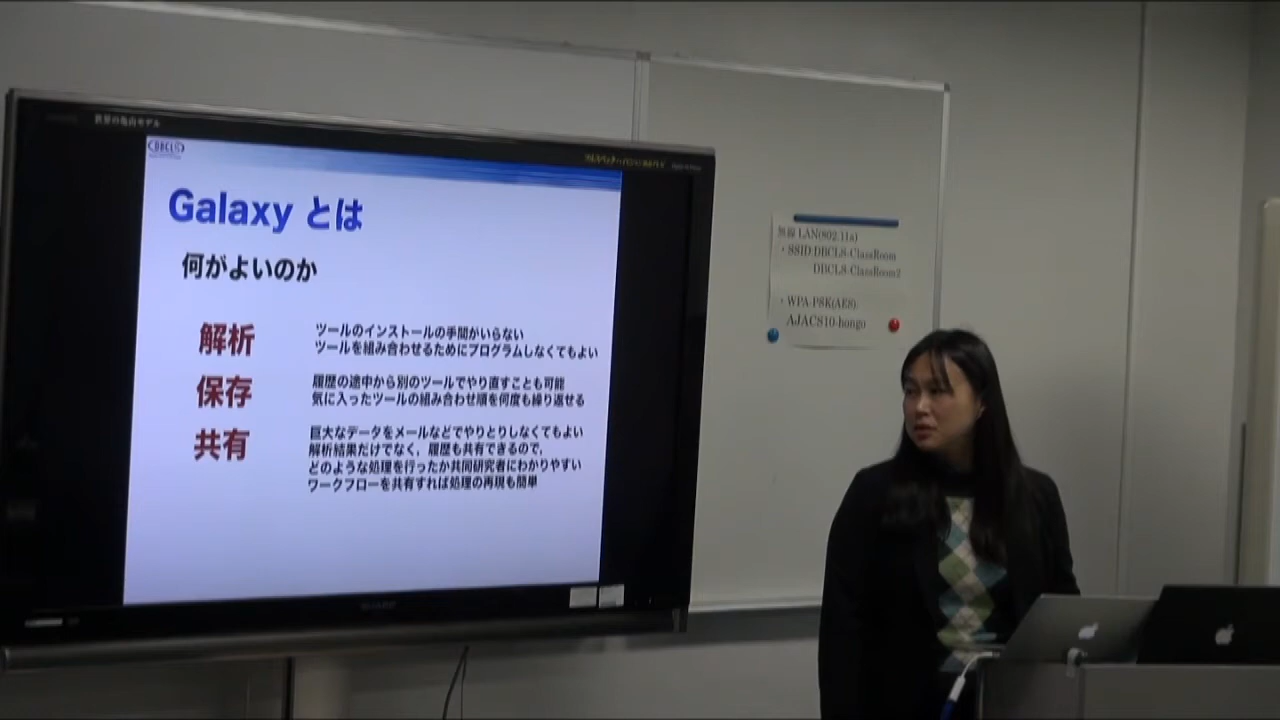 世界の亀山モデル
DBCLS
Galaxy とは
何がよいのか
解析
ツールのインストールの手間がいらない
ツールを組み合わせるためにプログラムしなくてもよい
保存
履歴の途中から別のツールでやり直すことも可能
気に入ったツールの組み合わせ順を何度も繰り返せる
共有
巨大なデータをメールなどでやりとりしなくてもよい
解析結果だけでなく，履歴も共有できるので，
どのような処理を行ったか共同研究者にわかりやすい
ワークフローを共有すれば処理の再現も簡単
SHARP
無線 LAN(802.11a)
・SSID:DBCLS-ClassRoom
DBCLS-ClassRoom2
・WPA-PSK(AES).
AJACS10-hongo